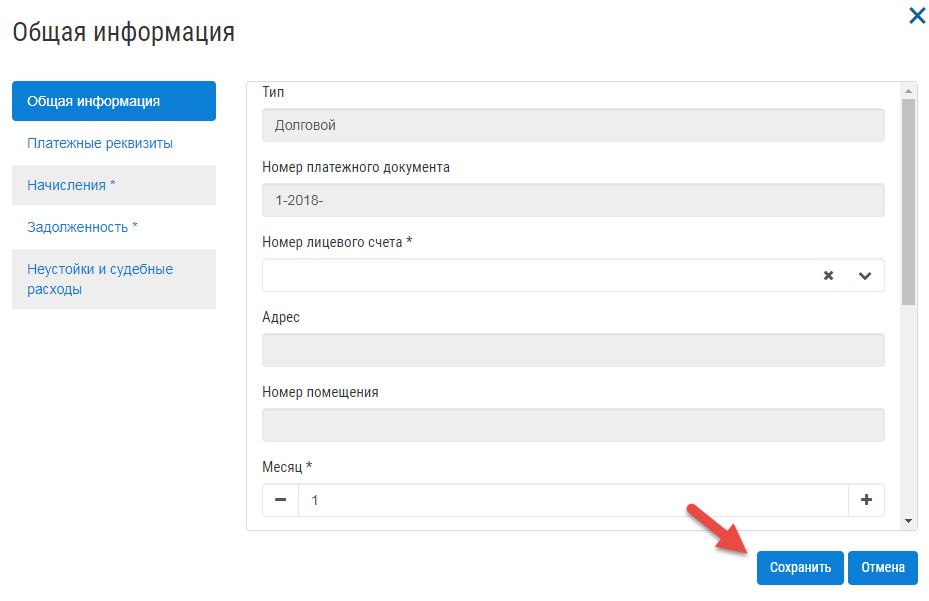 Общая информация
Общая информация
Платежные реквизиты
Начисления *
Задолженность *
Неустойки и судебные
расходы
Тип
Долговой
Номер платежного документа
1-2018-
Номер лицевого счета *
Адрес
Номер помещения
Месяц *
1
Сохранить
Отмена